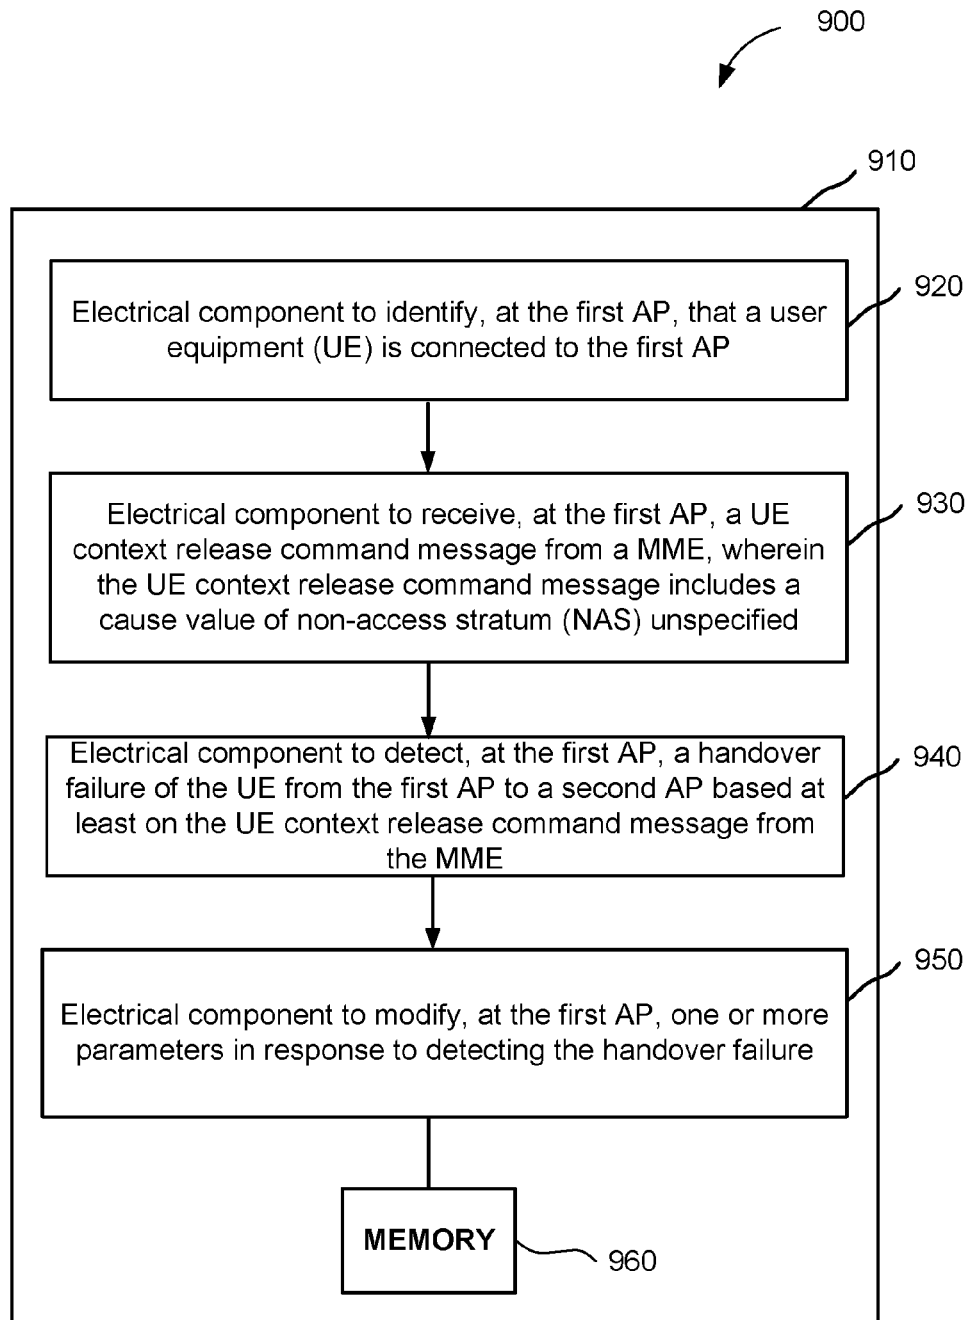 900
910
Electrical component to identify, at the first AP, that a user
equipment (UE) is connected to the first AP
920
Electrical component to receive, at the first AP, a UE
context release command message from a MME, wherein
the UE context release command message includes a
cause value of non-access stratum (NAS) unspecified
930
Electrical component to detect, at the first AP, a handover
failure of the UE from the first AP to a second AP based at
least on the UE context release command message from
the MME
940
Electrical component to modify, at the first AP, one or more
parameters in response to detecting the handover failure
950
MEMORY
960